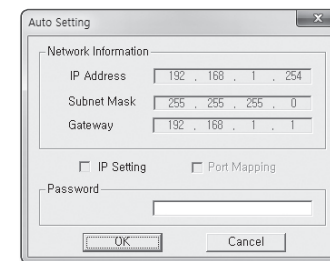 Auto Setting
Network Information
IP Address 192 . 168 . 1 . 254
Subnet Mask 255 . 255 . 255 . 0
Gateway 192 . 168 . 1 . 1
IP Setting Port Mapping
Password
OK Cancel